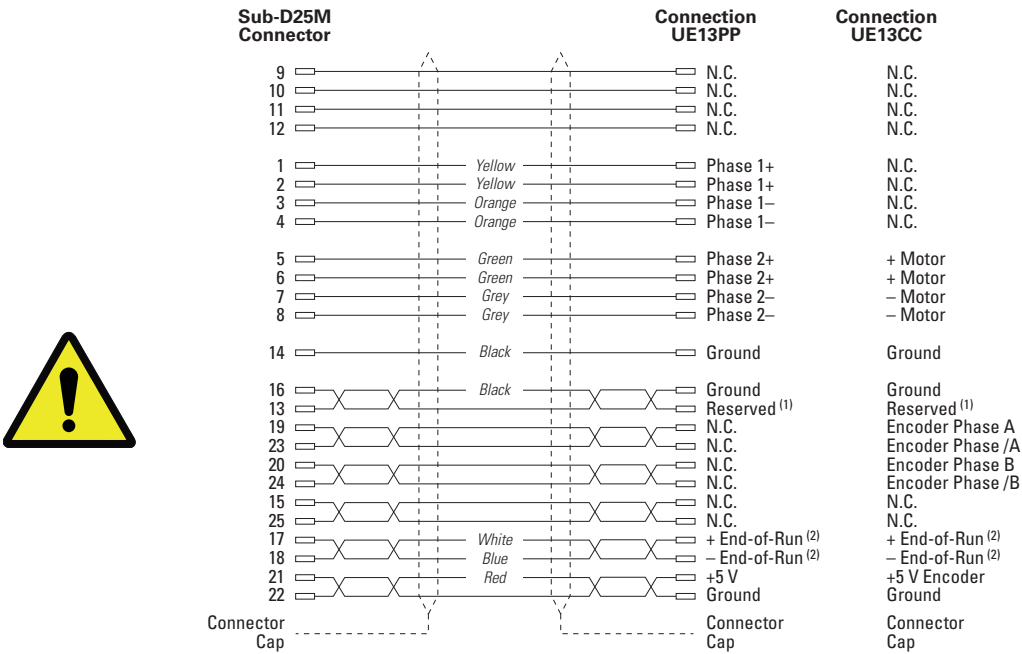 Sub-D25M Connection Connection
Connector UE13PP UE13CC
9 N.C. N.C.
10 N.C. N.C.
11 N.C. N.C.
12 N.C. N.C.
1 Yellow Phase 1+ N.C.
2 Yellow Phase 1+ N.C.
3 Orange Phase 1– N.C.
4 Orange Phase 1– N.C.
5 Green Phase 2+ + Motor
6 Green Phase 2+ + Motor
7 Grey Phase 2– – Motor
8 Grey Phase 2– – Motor
14 Black Ground Ground
16 Black Ground Ground
13 Reserved (1) Reserved (1)
19 N.C. Encoder Phase A
23 N.C. Encoder Phase /A
20 N.C. Encoder Phase B
24 N.C. Encoder Phase /B
15 N.C. N.C.
25 N.C. N.C.
17 White + End-of-Run (2) + End-of-Run (2)
18 Blue – End-of-Run (2) – End-of-Run (2)
21 Red +5 V +5 V Encoder
22 Ground Ground
Connector Connector Connector
Cap Cap Cap